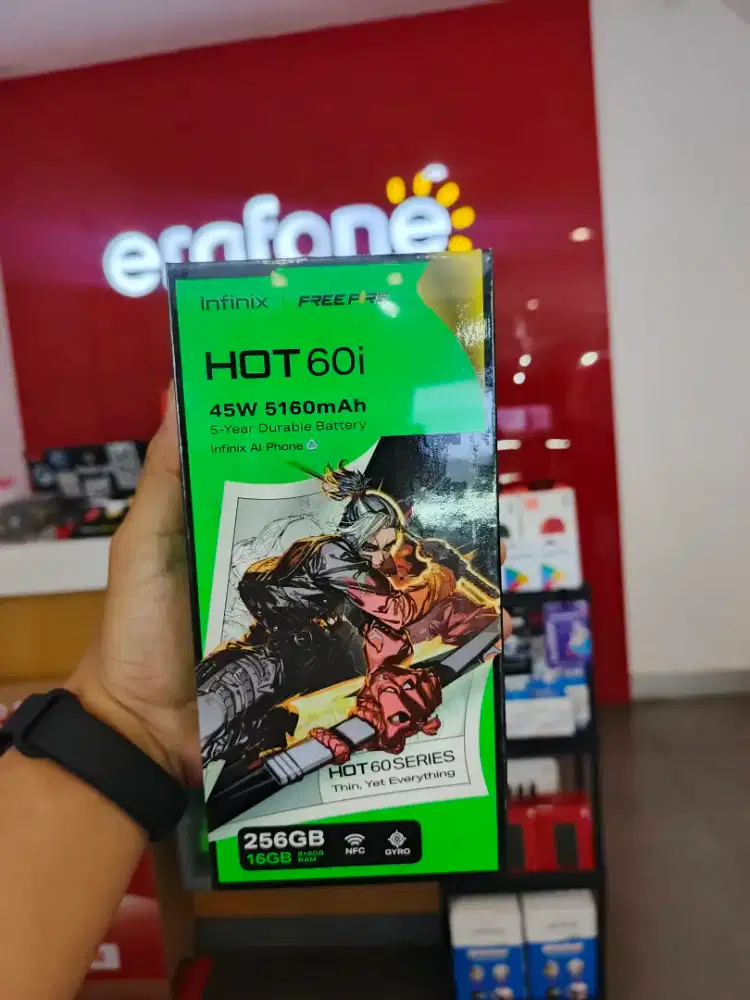 erafone
Infinix | FREE FIRE
HOT 60i
45W 5160mAh
5-Year Durable Battery
Infinix AI Phone
HOT 60 SERIES
Thin, Yet Everything
256GB
16GB 8+8GB RAM
NFC
GYRO